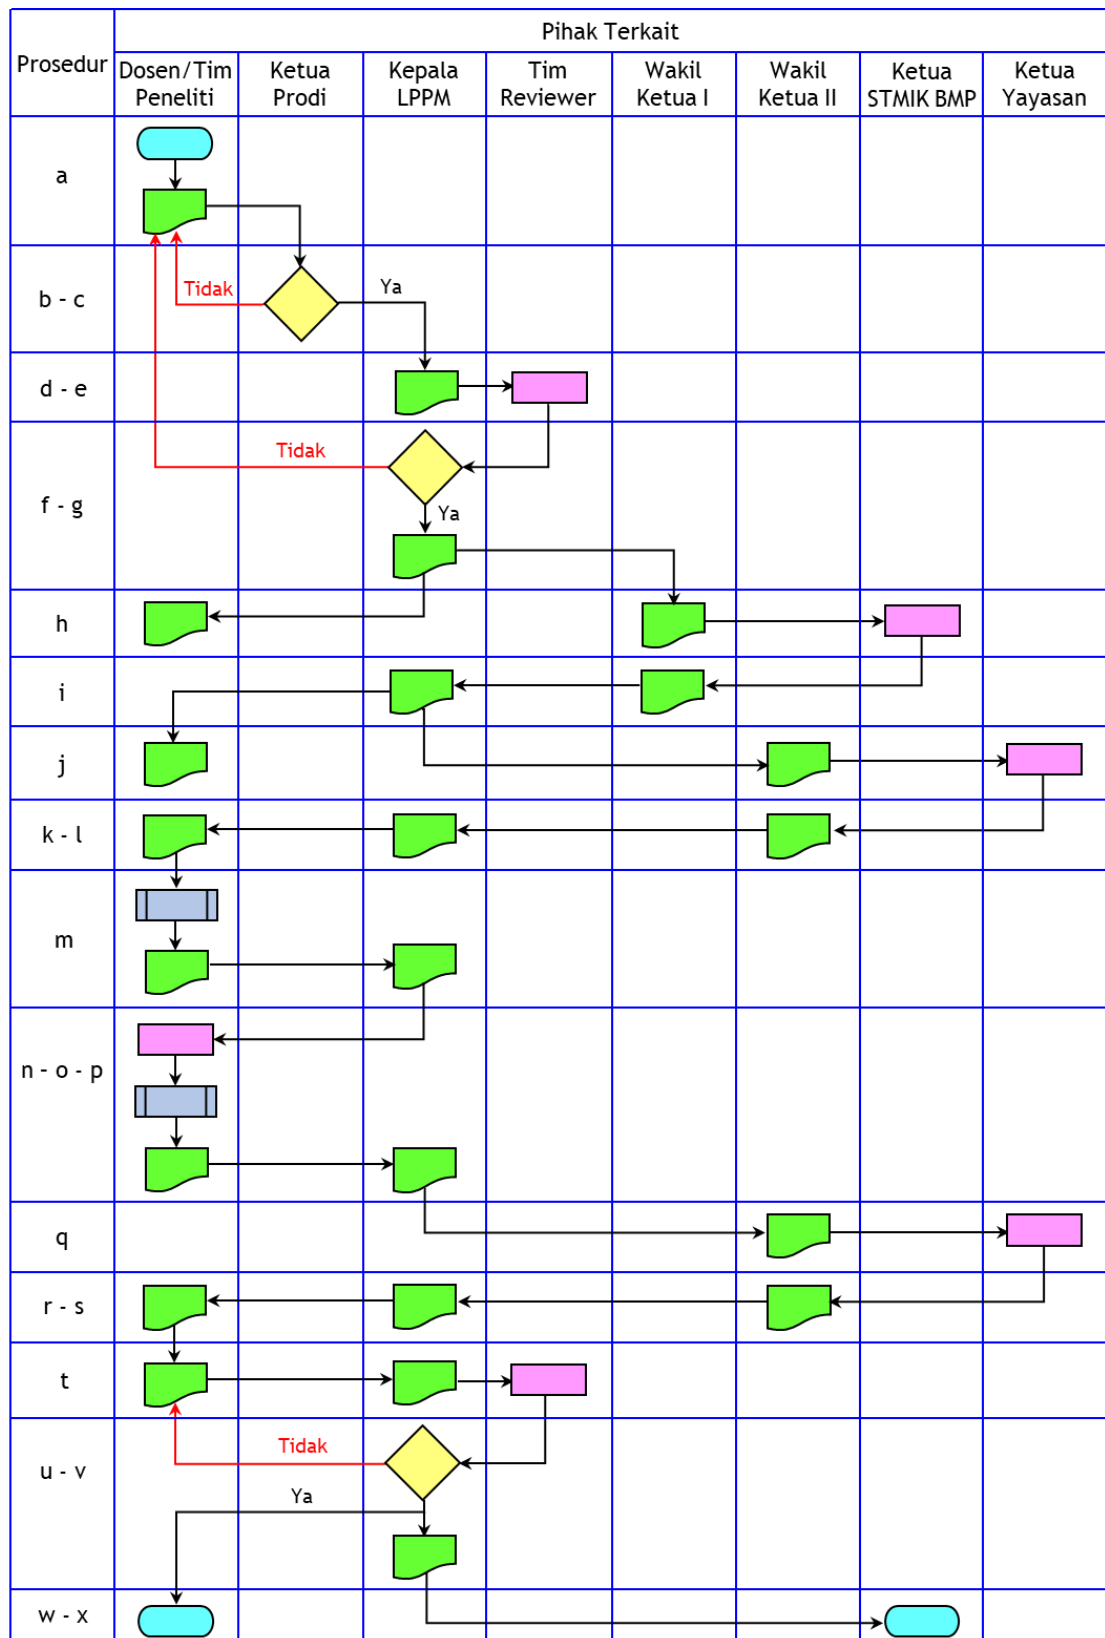 Pihak Terkait
Prosedur
Dosen/Tim
Peneliti
Ketua
Prodi
Kepala
LPPM
Tim
Reviewer
Wakil
Ketua I
Wakil
Ketua II
Ketua
STMIK BMP
Ketua
Yayasan
a
b - c
Tidak
Ya
d - e
f - g
Tidak
Ya
h
i
j
k - l
m
n - o - p
q
r - s
t
u - v
Tidak
Ya
w - x